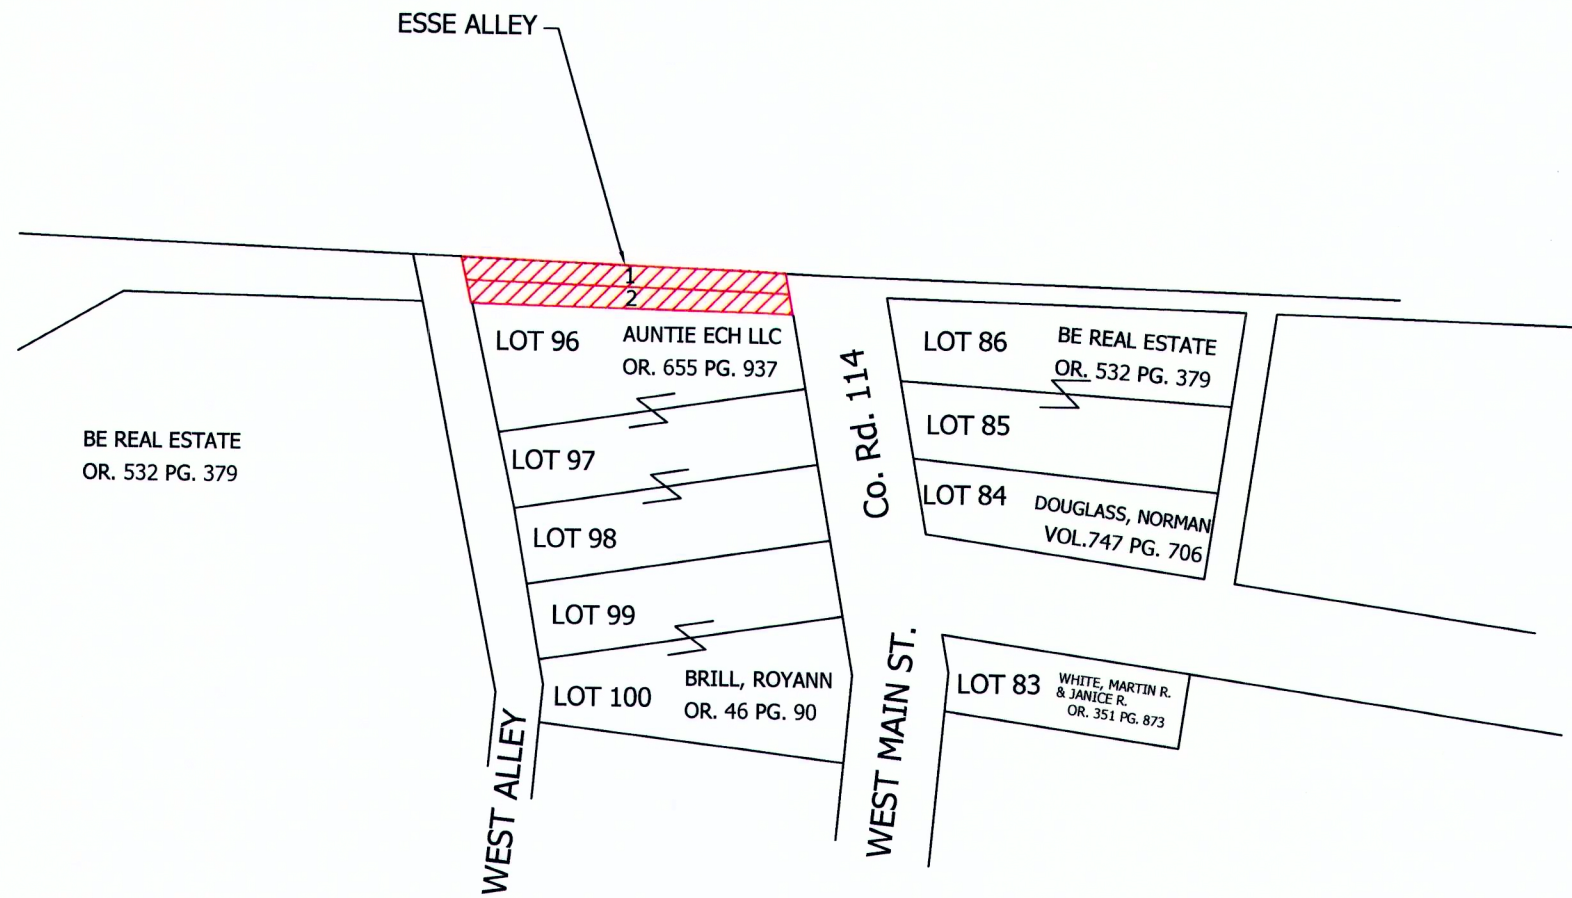 ESSE ALLEY
1
2
LOT 96
AUNTIE ECH LLC
OR. 655 PG. 937
LOT 97
LOT 98
LOT 99
LOT 100
BRILL, ROYANN
OR. 46 PG. 90
BE REAL ESTATE
OR. 532 PG. 379
WEST ALLEY
Co. Rd. 114
WEST MAIN ST.
LOT 86
BE REAL ESTATE
OR. 532 PG. 379
LOT 85
LOT 84
DOUGLASS, NORMAN
VOL.747 PG. 706
LOT 83
WHITE, MARTIN R.
& JANICE R.
OR. 351 PG. 873